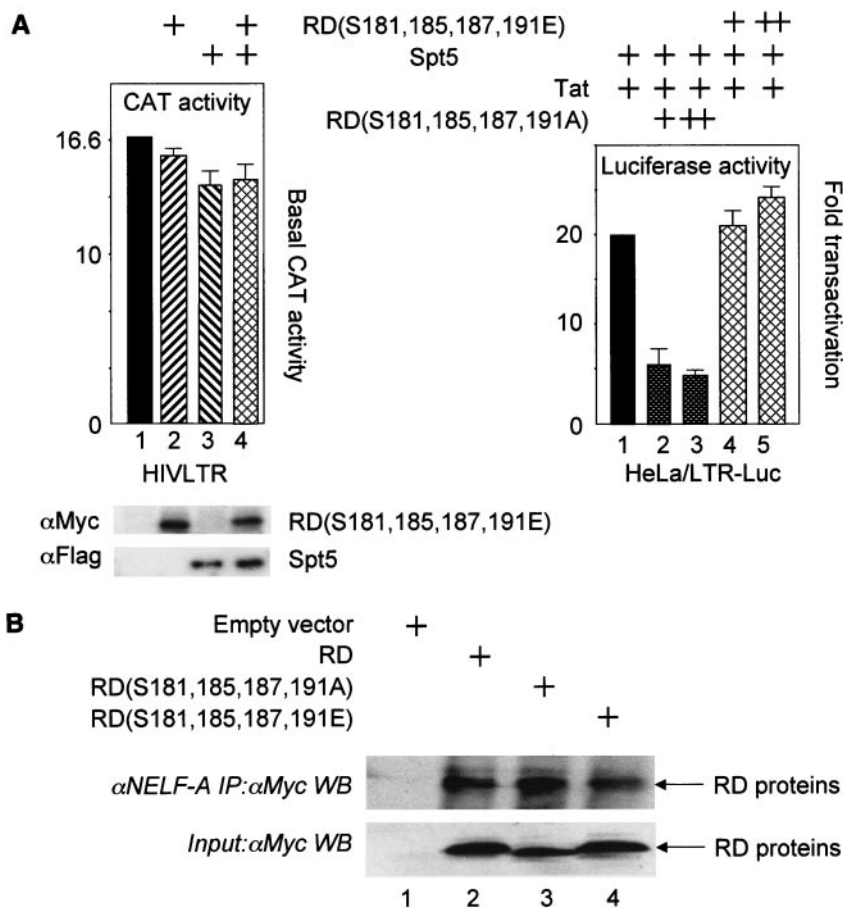 A
+ + RD(S181,185,187,191E) + ++
+ + Spt5 + + + + +
Tat + + + + +
RD(S181,185,187,191A) + ++
CAT activity
16.6
10
0
Basal CAT activity
1 2 3 4
HIVLTR
Luciferase activity
20
10
0
Fold transactivation
1 2 3 4 5
HeLa/LTR-Luc
αMyc RD(S181,185,187,191E)
αFlag Spt5
B
Empty vector +
RD +
RD(S181,185,187,191A) +
RD(S181,185,187,191E) +
αNELF-A IP:αMyc WB RD proteins
Input:αMyc WB RD proteins
1 2 3 4